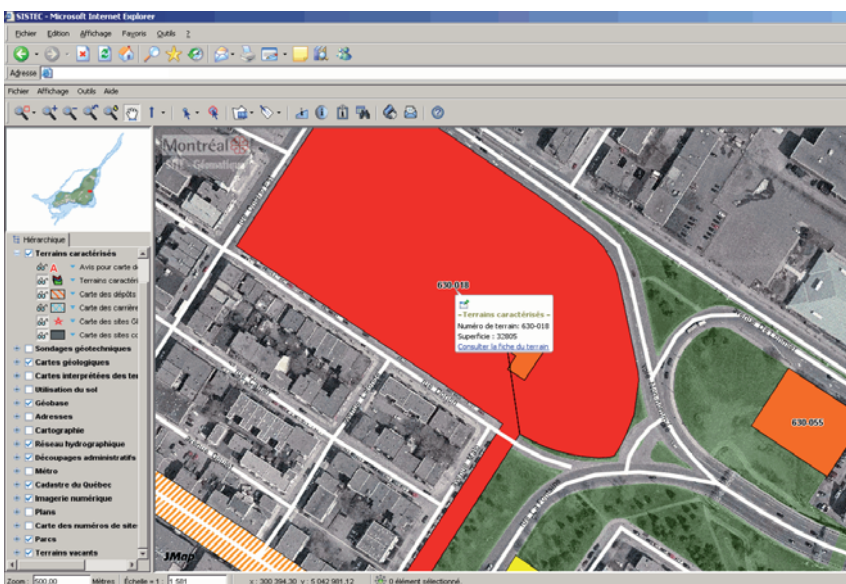 SISTEC - Microsoft Internet Explorer
Fichier Edition Affichage Favoris Outils ?
Adresse
Fichier Affichage Outils Aide
Montréal
SIT - Géomatique
Hiérarchique
Terrains caractérisés
Avis pour carte d
Terrains caractéri
Carte des dépôts
Carte des carrière
Carte des sites G
Carte des sites co
Sondages géotechniques
Cartes géologiques
Cartes interprétées des ter
Utilisation du sol
Géobase
Adresses
Cartographie
Réseau hydrographique
Découpages administratifs
Métro
Cadastre du Québec
Imagerie numérique
Plans
Carte des numéros de site
Parcs
Terrains vacants
630-018
- Terrains caractérisés -
Numéro de terrain: 630-018
Superficie : 32805
Consulter la fiche du terrain
630-055
JMap
Zoom : 500,00 Mètres Échelle = 1 : 1 581 x : 300 394,30 y : 5 042 981,12 0 élément sélectionné